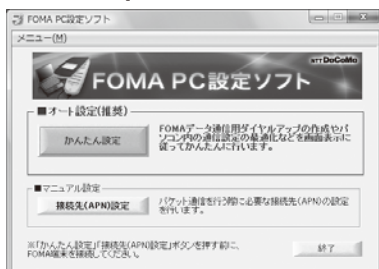 FOMA PC設定ソフト
メニュー(M)
NTT DoCoMo
FOMA PC設定ソフト
■オート設定(推奨)
かんたん設定
FOMAデータ通信用ダイヤルアップの作成やパ
ソコン内の通信設定の最適化などを画面表示に
従ってかんたんに行います。
■マニュアル設定
接続先(APN)設定
パケット通信を行う際に必要な接続先(APN)の設定
を行います。
※「かんたん設定」「接続先(APN)設定」ボタンを押す前に、
FOMA端末を接続してください。
終了